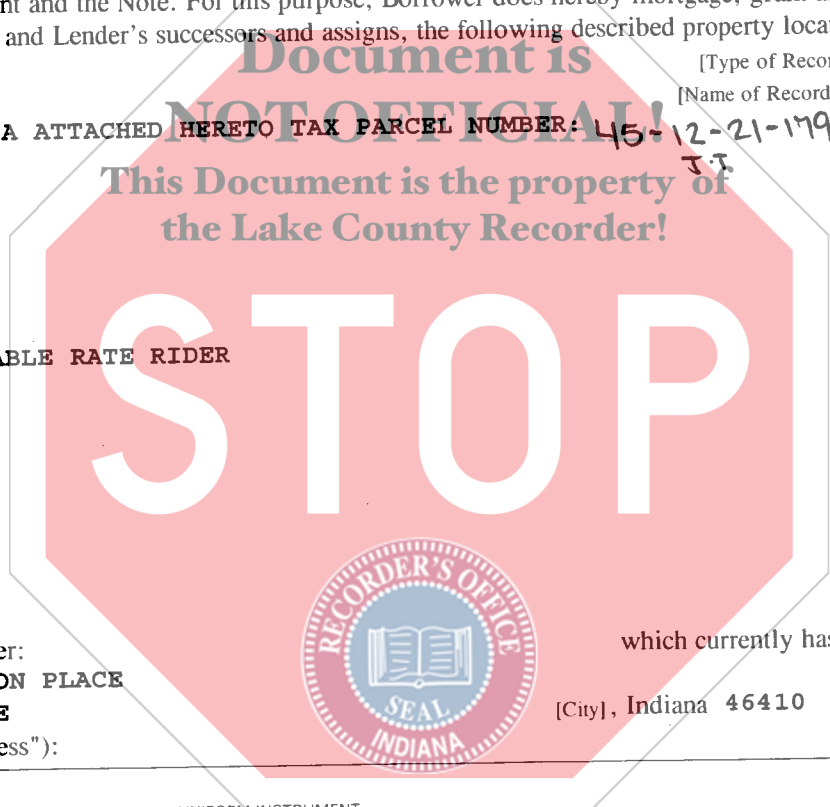 nt and the Note. For this purpose, Borrower does hereby mortgage, grant
and Lender's successors and assigns, the following described property loca
Document is
[Type of Recor
[Name of Record
NOT OFFICIAL!
A ATTACHED HERETO TAX PARCEL NUMBER: 45-12-21-179
J.J
This Document is the property of
the Lake County Recorder!
ABLE RATE RIDER
STOP
RECORDER'S OFFICE
SEAL
INDIANA
er:
which currently has
ON PLACE
E
[City], Indiana 46410
ess"):
UNIFORM INSTRUMENT